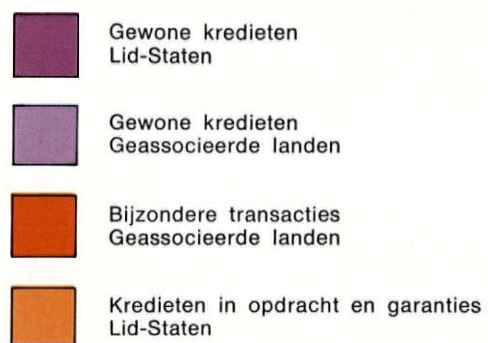 Gewone kredieten
Lid-Staten
Gewone kredieten
Geassocieerde landen
Bijzondere transacties
Geassocieerde landen
Kredieten in opdracht en garanties
Lid-Staten